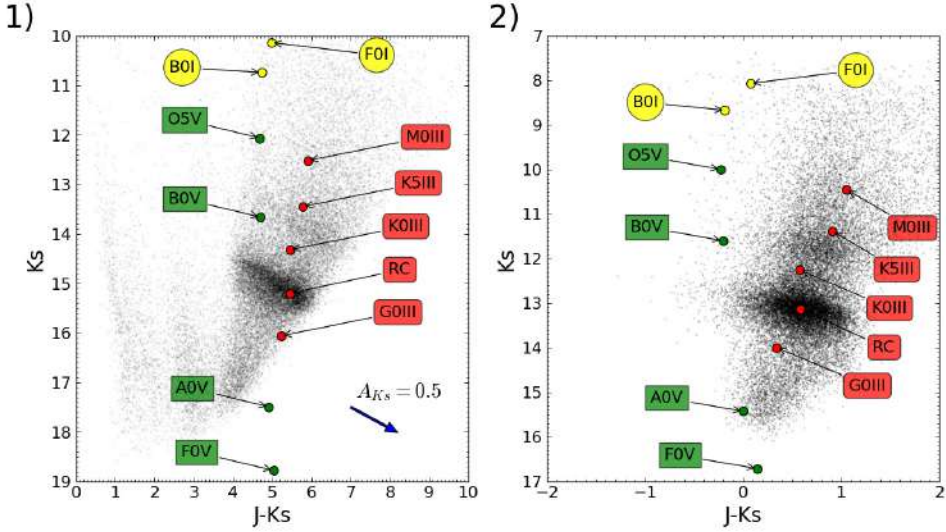 1)
10
11
12
13
14
15
16
17
18
19
Ks
0 1 2 3 4 5 6 7 8 9 10
J-Ks
F0I
B0I
O5V
M0III
K5III
B0V
K0III
RC
G0III
A0V
A_{Ks} = 0.5
F0V
2)
7
8
9
10
11
12
13
14
15
16
17
Ks
−2 −1 0 1 2
J-Ks
F0I
B0I
O5V
B0V
M0III
K5III
K0III
RC
G0III
A0V
F0V